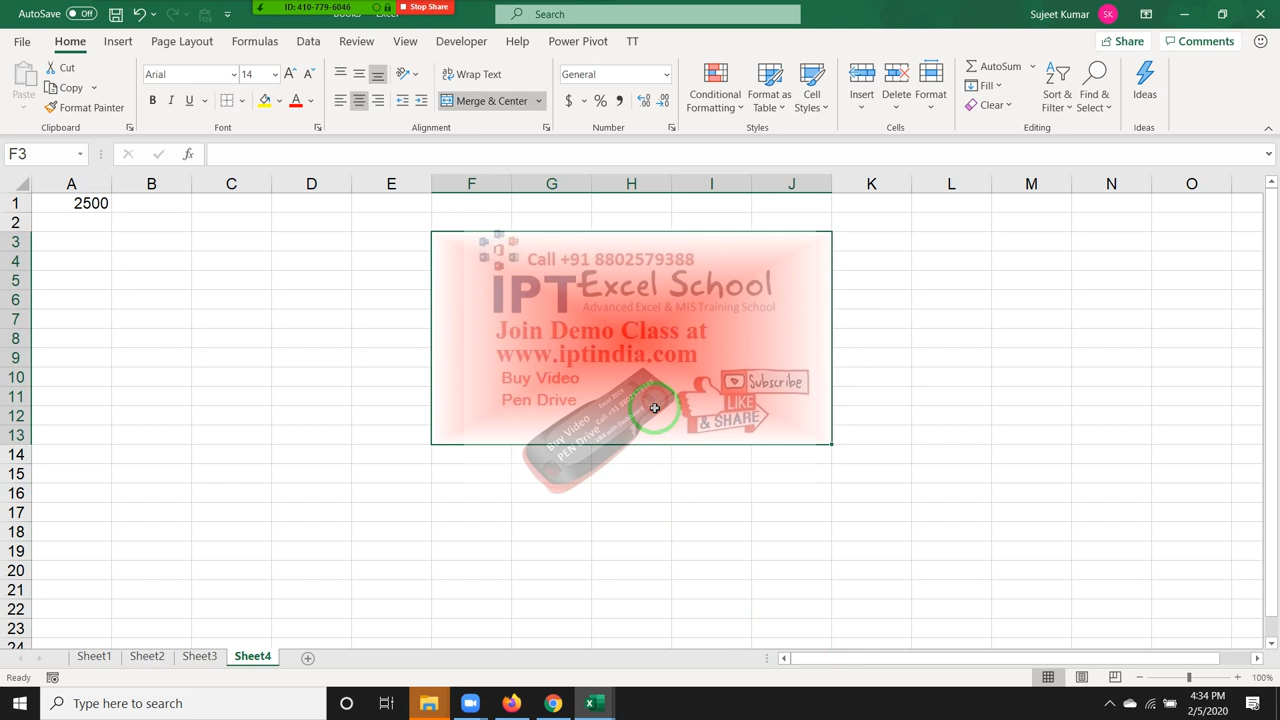 AutoSave Off
ID: 410-779-6046 Stop Share
Search
Sujeet Kumar SK
File Home Insert Page Layout Formulas Data Review View Developer Help Power Pivot TT
Share Comments
Paste
Cut
Copy
Format Painter
Clipboard
Arial 14
B I U
Font
Wrap Text
Merge & Center
Alignment
General
$ % ,
Number
Conditional Formatting
Format as Table
Cell Styles
Styles
Insert Delete Format
Cells
AutoSum
Fill
Clear
Sort & Filter
Find & Select
Editing
Ideas
Ideas
F3 fx
A B C D E F G H I J K L M N O
1 2500
2
3
4
5
6
7
8
9
10
11
12
13
14
15
16
17
18
19
20
21
22
23
24
Call +91 8802579388
IPT Excel School
Advanced Excel & MIS Training School
Join Demo Class at
www.iptindia.com
Buy Video
Pen Drive
Buy Video
PEN Drive
Subscribe
LIKE
& SHARE
Sheet1 Sheet2 Sheet3 Sheet4
Ready
100%
Type here to search
4:34 PM
2/5/2020